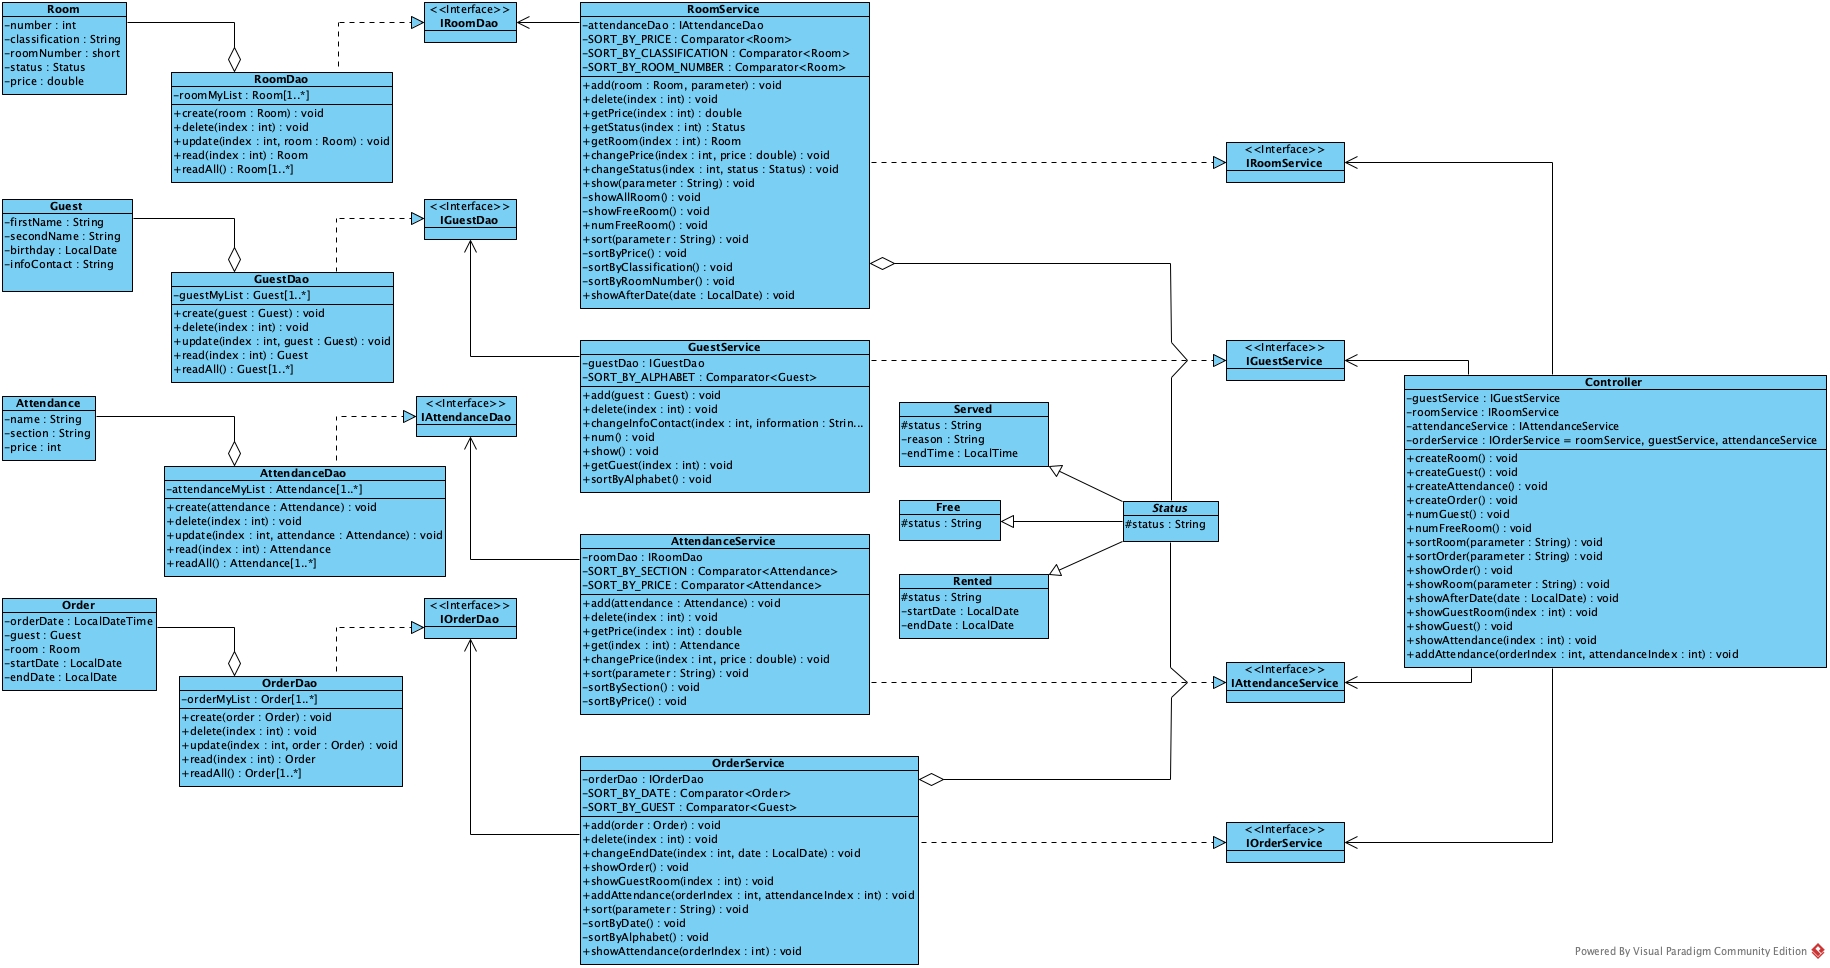 Room
-number : int
-classification : String
-roomNumber : short
-status : Status
-price : double
RoomDao
-roomMyList : Room[1..*]
+create(room : Room) : void
+delete(index : int) : void
+update(index : int, room : Room) : void
+read(index : int) : Room
+readAll() : Room[1..*]
<<Interface>>
IRoomDao
Guest
-firstName : String
-secondName : String
-birthday : LocalDate
-infoContact : String
GuestDao
-guestMyList : Guest[1..*]
+create(guest : Guest) : void
+delete(index : int) : void
+update(index : int, guest : Guest) : void
+read(index : int) : Guest
+readAll() : Guest[1..*]
<<Interface>>
IGuestDao
Attendance
-name : String
-section : String
-price : int
AttendanceDao
-attendanceMyList : Attendance[1..*]
+create(attendance : Attendance) : void
+delete(index : int) : void
+update(index : int, attendance : Attendance) : void
+read(index : int) : Attendance
+readAll() : Attendance[1..*]
<<Interface>>
IAttendanceDao
Order
-orderDate : LocalDateTime
-guest : Guest
-room : Room
-startDate : LocalDate
-endDate : LocalDate
OrderDao
-orderMyList : Order[1..*]
+create(order : Order) : void
+delete(index : int) : void
+update(index : int, order : Order) : void
+read(index : int) : Order
+readAll() : Order[1..*]
<<Interface>>
IOrderDao
RoomService
-attendanceDao : IAttendanceDao
-SORT_BY_PRICE : Comparator<Room>
-SORT_BY_CLASSIFICATION : Comparator<Room>
-SORT_BY_ROOM_NUMBER : Comparator<Room>
+add(room : Room, parameter) : void
+delete(index : int) : void
+getPrice(index : int) : double
+getStatus(index : int) : Status
+getRoom(index : int) : Room
+changePrice(index : int, price : double) : void
+changeStatus(index : int, status : Status) : void
+show(parameter : String) : void
-showAllRoom() : void
-showFreeRoom() : void
+numFreeRoom() : void
+sort(parameter : String) : void
-sortByPrice() : void
-sortByClassification() : void
-sortByRoomNumber() : void
+showAfterDate(date : LocalDate) : void
GuestService
-guestDao : IGuestDao
-SORT_BY_ALPHABET : Comparator<Guest>
+add(guest : Guest) : void
+delete(index : int) : void
+changeInfoContact(index : int, information : Strin...
+num() : void
+show() : void
+getGuest(index : int) : void
+sortByAlphabet() : void
AttendanceService
-roomDao : IRoomDao
-SORT_BY_SECTION : Comparator<Attendance>
-SORT_BY_PRICE : Comparator<Attendance>
+add(attendance : Attendance) : void
+delete(index : int) : void
+getPrice(index : int) : double
+get(index : int) : Attendance
+changePrice(index : int, price : double) : void
+sort(parameter : String) : void
-sortBySection() : void
-sortByPrice() : void
OrderService
-orderDao : IOrderDao
-SORT_BY_DATE : Comparator<Order>
-SORT_BY_GUEST : Comparator<Guest>
+add(order : Order) : void
+delete(index : int) : void
+changeEndDate(index : int, date : LocalDate) : void
+showOrder() : void
+showGuestRoom(index : int) : void
+addAttendance(orderIndex : int, attendanceIndex : int) : void
+sort(parameter : String) : void
-sortByDate() : void
-sortByAlphabet() : void
+showAttendance(orderIndex : int) : void
Served
#status : String
-reason : String
-endTime : LocalTime
Free
#status : String
Rented
#status : String
-startDate : LocalDate
-endDate : LocalDate
Status
#status : String
<<Interface>>
IRoomService
<<Interface>>
IGuestService
<<Interface>>
IAttendanceService
<<Interface>>
IOrderService
Controller
-guestService : IGuestService
-roomService : IRoomService
-attendanceService : IAttendanceService
-orderService : IOrderService = roomService, guestService, attendanceService
+createRoom() : void
+createGuest() : void
+createAttendance() : void
+createOrder() : void
+numGuest() : void
+numFreeRoom() : void
+sortRoom(parameter : String) : void
+sortOrder(parameter : String) : void
+showOrder() : void
+showRoom(parameter : String) : void
+showAfterDate(date : LocalDate) : void
+showGuestRoom(index : int) : void
+showGuest() : void
+showAttendance(index : int) : void
+addAttendance(orderIndex : int, attendanceIndex : int) : void
Powered By Visual Paradigm Community Edition